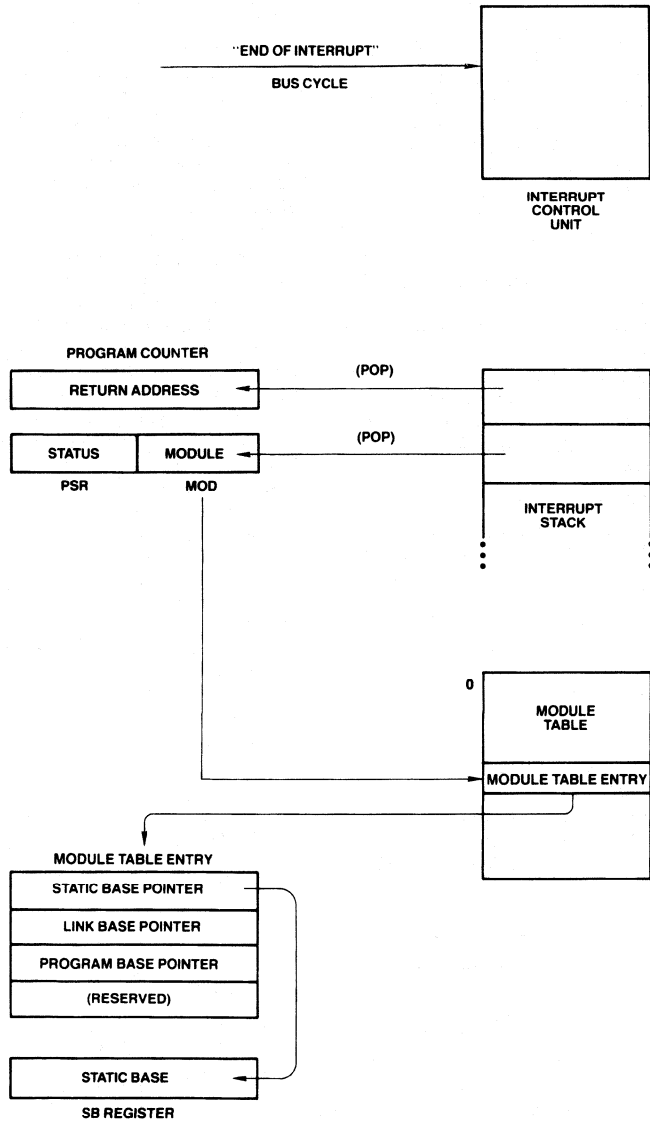 "END OF INTERRUPT"
BUS CYCLE
INTERRUPT
CONTROL
UNIT
PROGRAM COUNTER
RETURN ADDRESS
(POP)
STATUS
MODULE
(POP)
PSR
MOD
INTERRUPT
STACK
0
MODULE
TABLE
MODULE TABLE ENTRY
MODULE TABLE ENTRY
STATIC BASE POINTER
LINK BASE POINTER
PROGRAM BASE POINTER
(RESERVED)
STATIC BASE
SB REGISTER